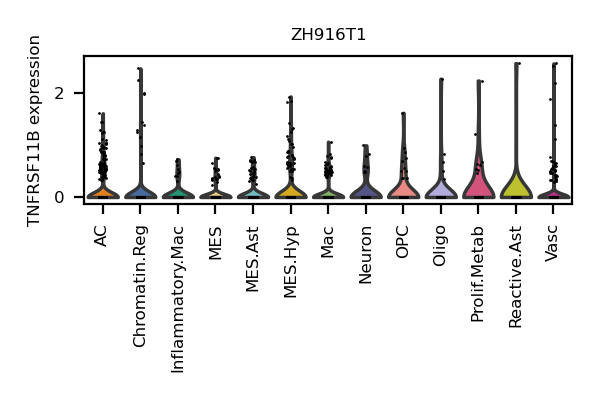 ZH916T1
TNFRSF11B expression
2
0
AC
Chromatin.Reg
Inflammatory.Mac
MES
MES.Ast
MES.Hyp
Mac
Neuron
OPC
Oligo
Prolif.Metab
Reactive.Ast
Vasc